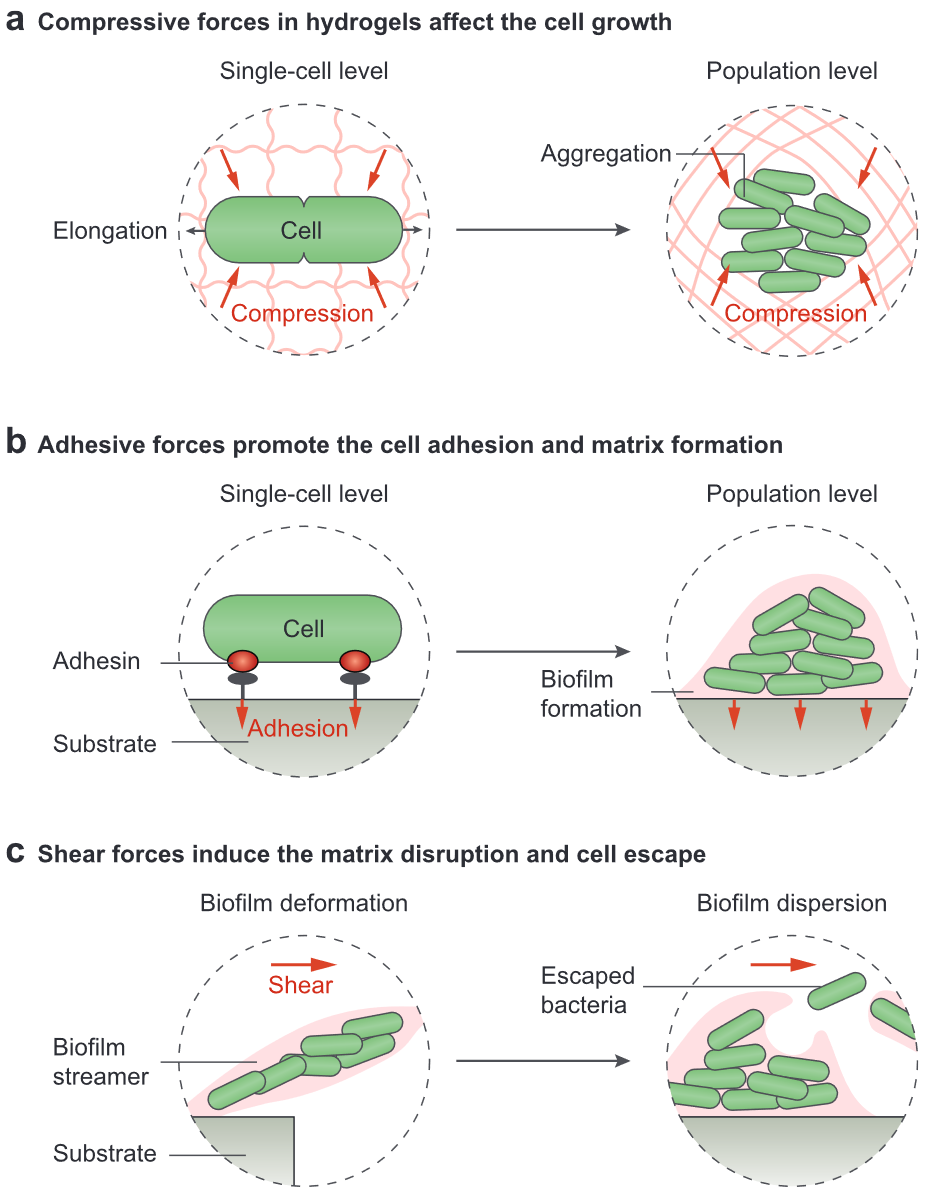 a Compressive forces in hydrogels affect the cell growth
Single-cell level
Population level
Aggregation
Elongation
Cell
Compression
Compression
b Adhesive forces promote the cell adhesion and matrix formation
Single-cell level
Population level
Cell
Adhesin
Biofilm
formation
Adhesion
Substrate
c Shear forces induce the matrix disruption and cell escape
Biofilm deformation
Biofilm dispersion
Shear
Escaped
bacteria
Biofilm
streamer
Substrate